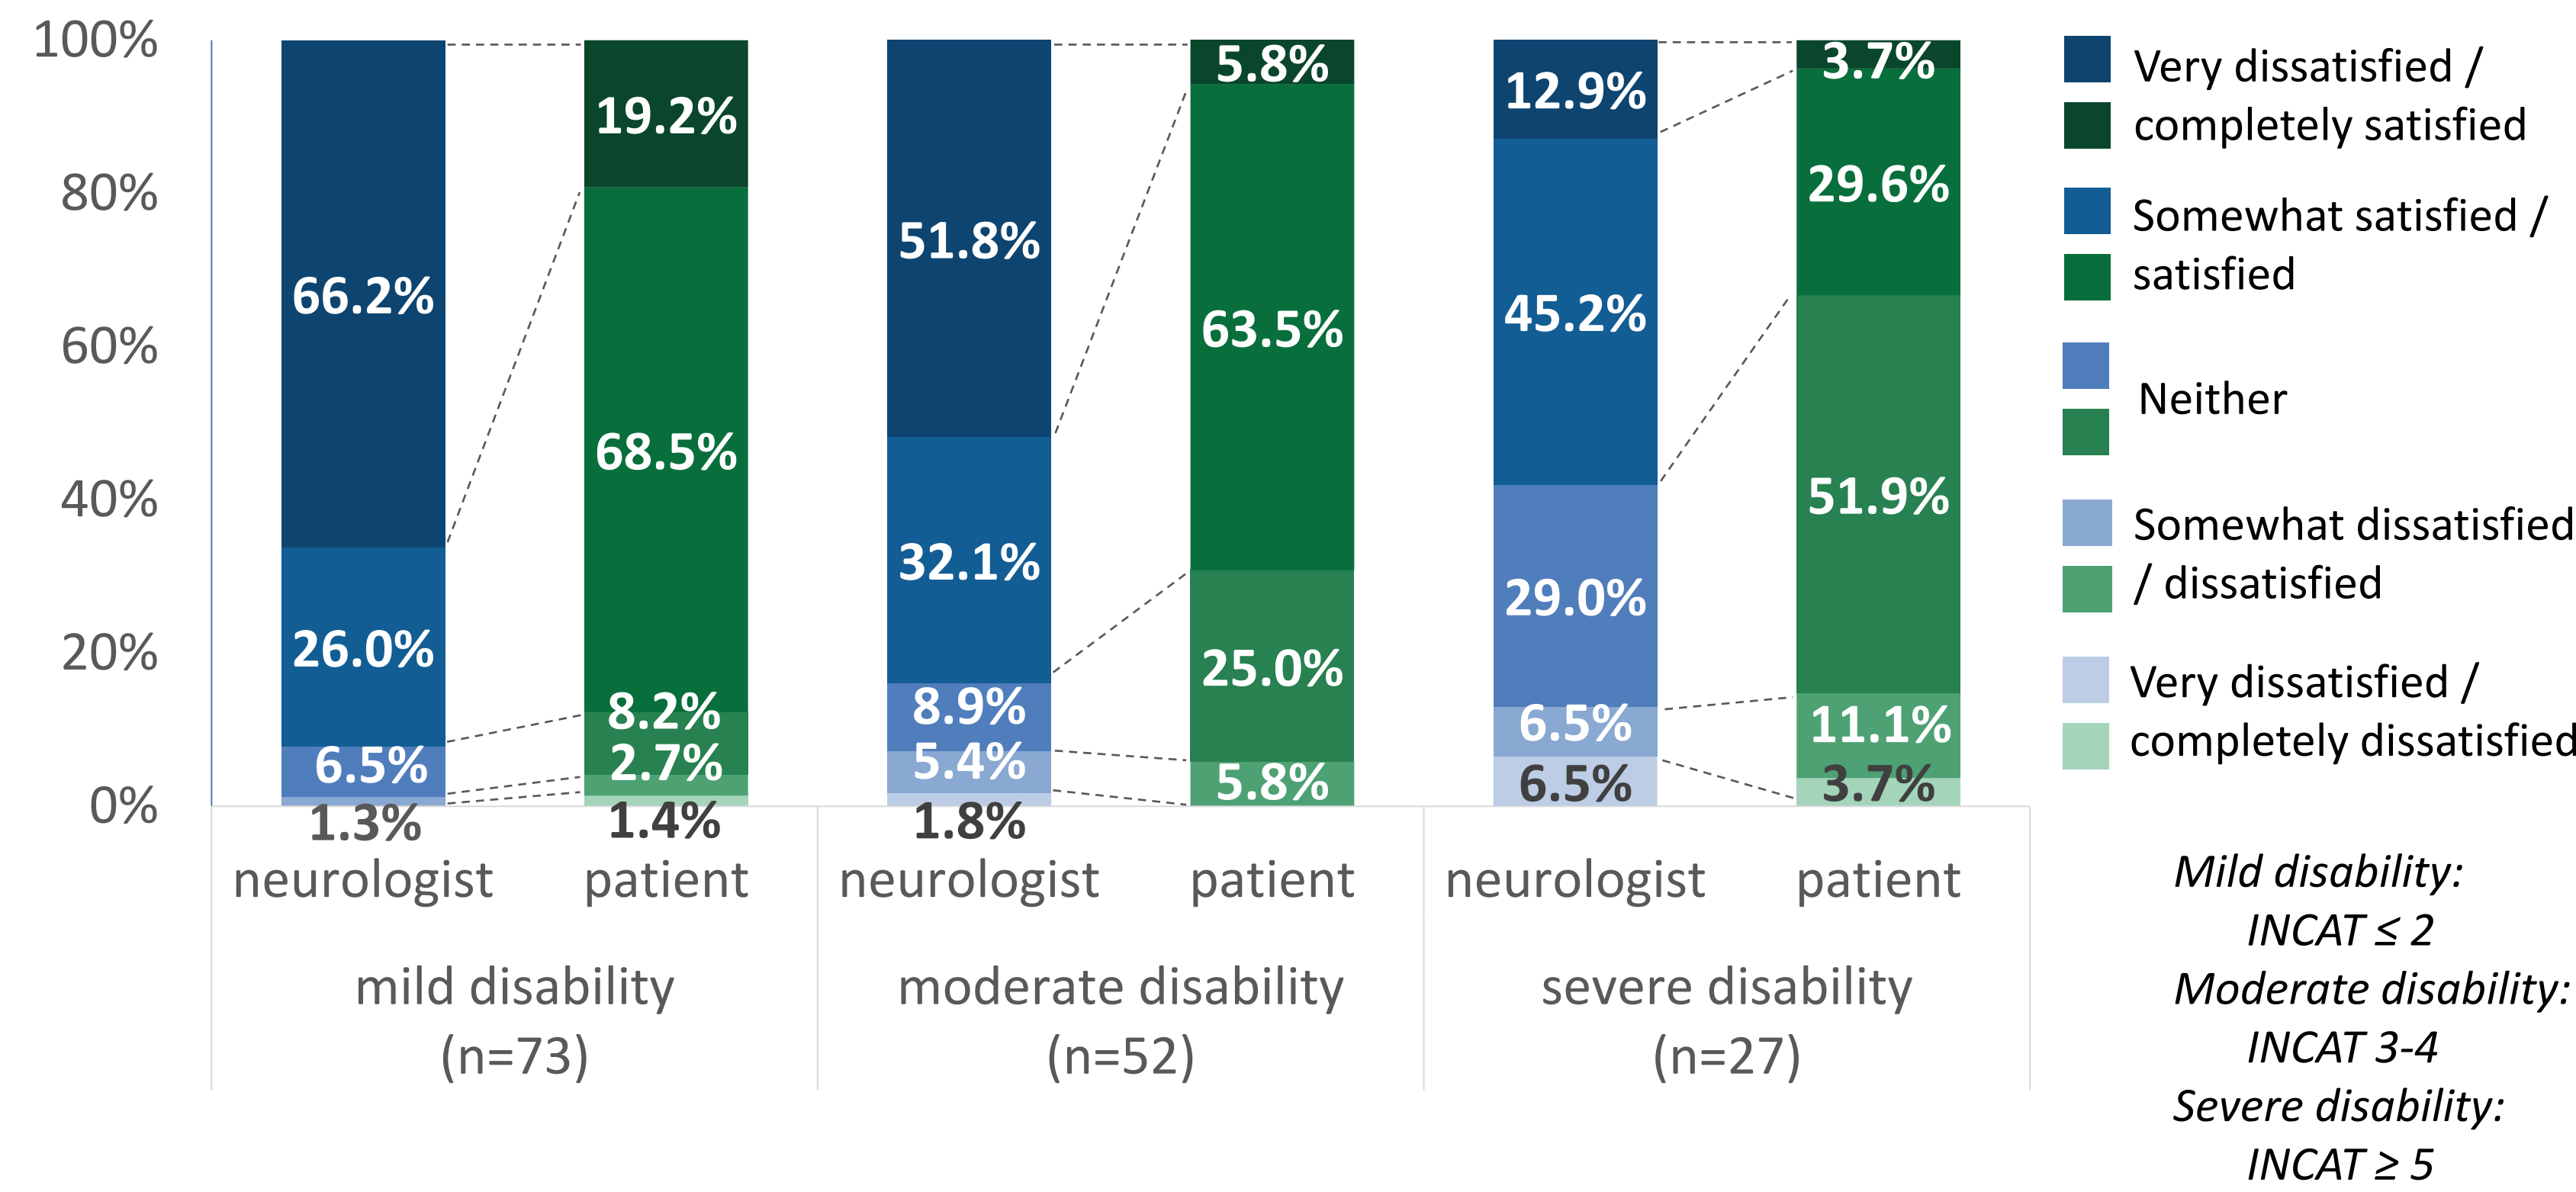 100%
80%
60%
40%
20%
0%
66.2%
26.0%
6.5%
1.3%
19.2%
68.5%
8.2%
2.7%
1.4%
51.8%
32.1%
8.9%
5.4%
1.8%
5.8%
63.5%
25.0%
5.8%
12.9%
45.2%
29.0%
6.5%
6.5%
3.7%
29.6%
51.9%
11.1%
3.7%
neurologist
patient
neurologist
patient
neurologist
patient
mild disability
(n=73)
moderate disability
(n=52)
severe disability
(n=27)
Very dissatisfied /
completely satisfied
Somewhat satisfied /
satisfied
Neither
Somewhat dissatisfied
/ dissatisfied
Very dissatisfied /
completely dissatisfied
Mild disability:
INCAT ≤ 2
Moderate disability:
INCAT 3-4
Severe disability:
INCAT ≥ 5